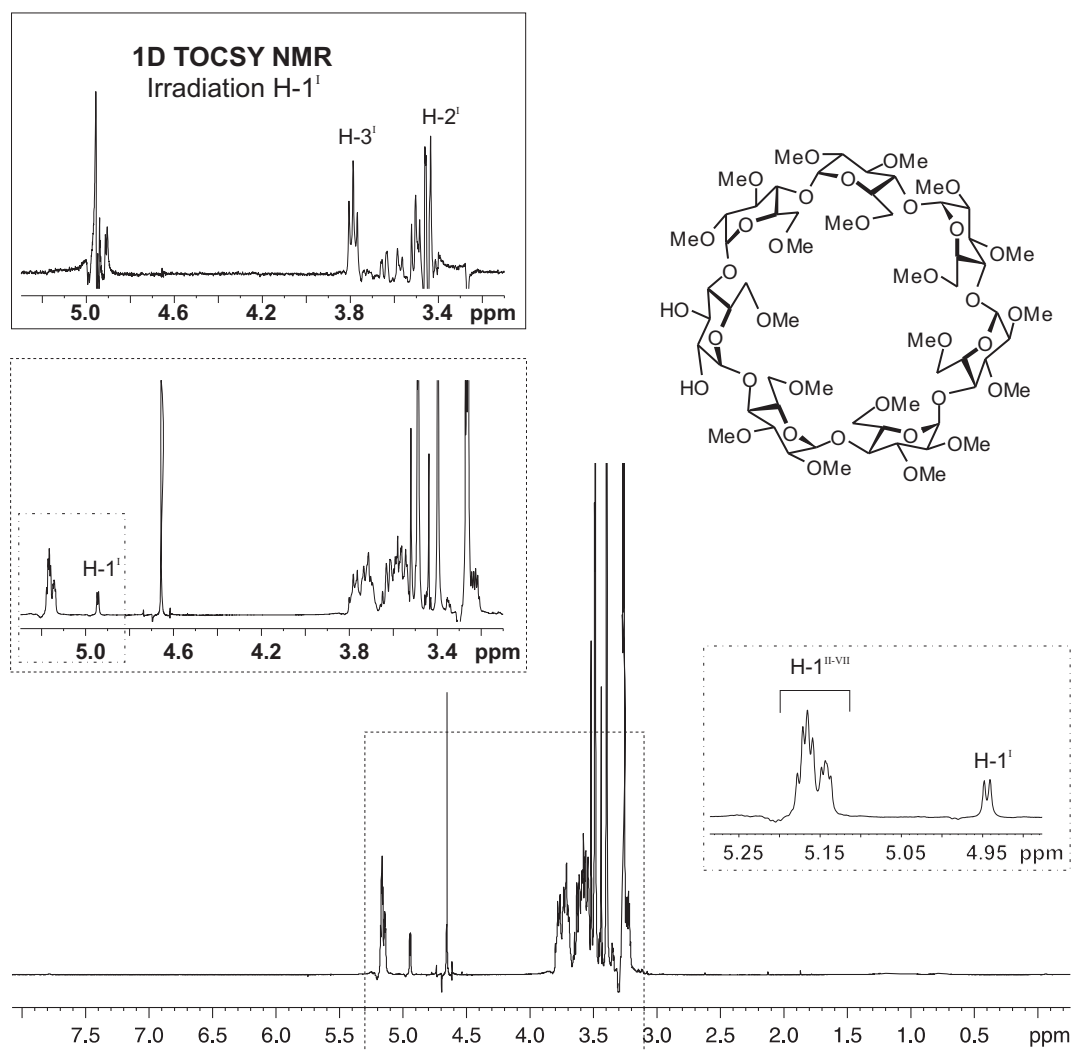 1D TOCSY NMR
Irradiation H-1ᴵ
H-3ᴵ
H-2ᴵ
5.0 4.6 4.2 3.8 3.4 ppm
MeO OMe
MeO O MeO
O
MeO O
O MeO O
MeO OMe OMe
O MeO O
O
HO OMe OMe
O MeO O
HO O OMe OMe
O
OMe
MeO O O O OMe
OMe OMe
H-1ᴵ
5.0 4.6 4.2 3.8 3.4 ppm
H-1ᴵᴵ⁻ⱽᴵᴵ
H-1ᴵ
5.25 5.15 5.05 4.95 ppm
7.5 7.0 6.5 6.0 5.5 5.0 4.5 4.0 3.5 3.0 2.5 2.0 1.5 1.0 0.5 ppm